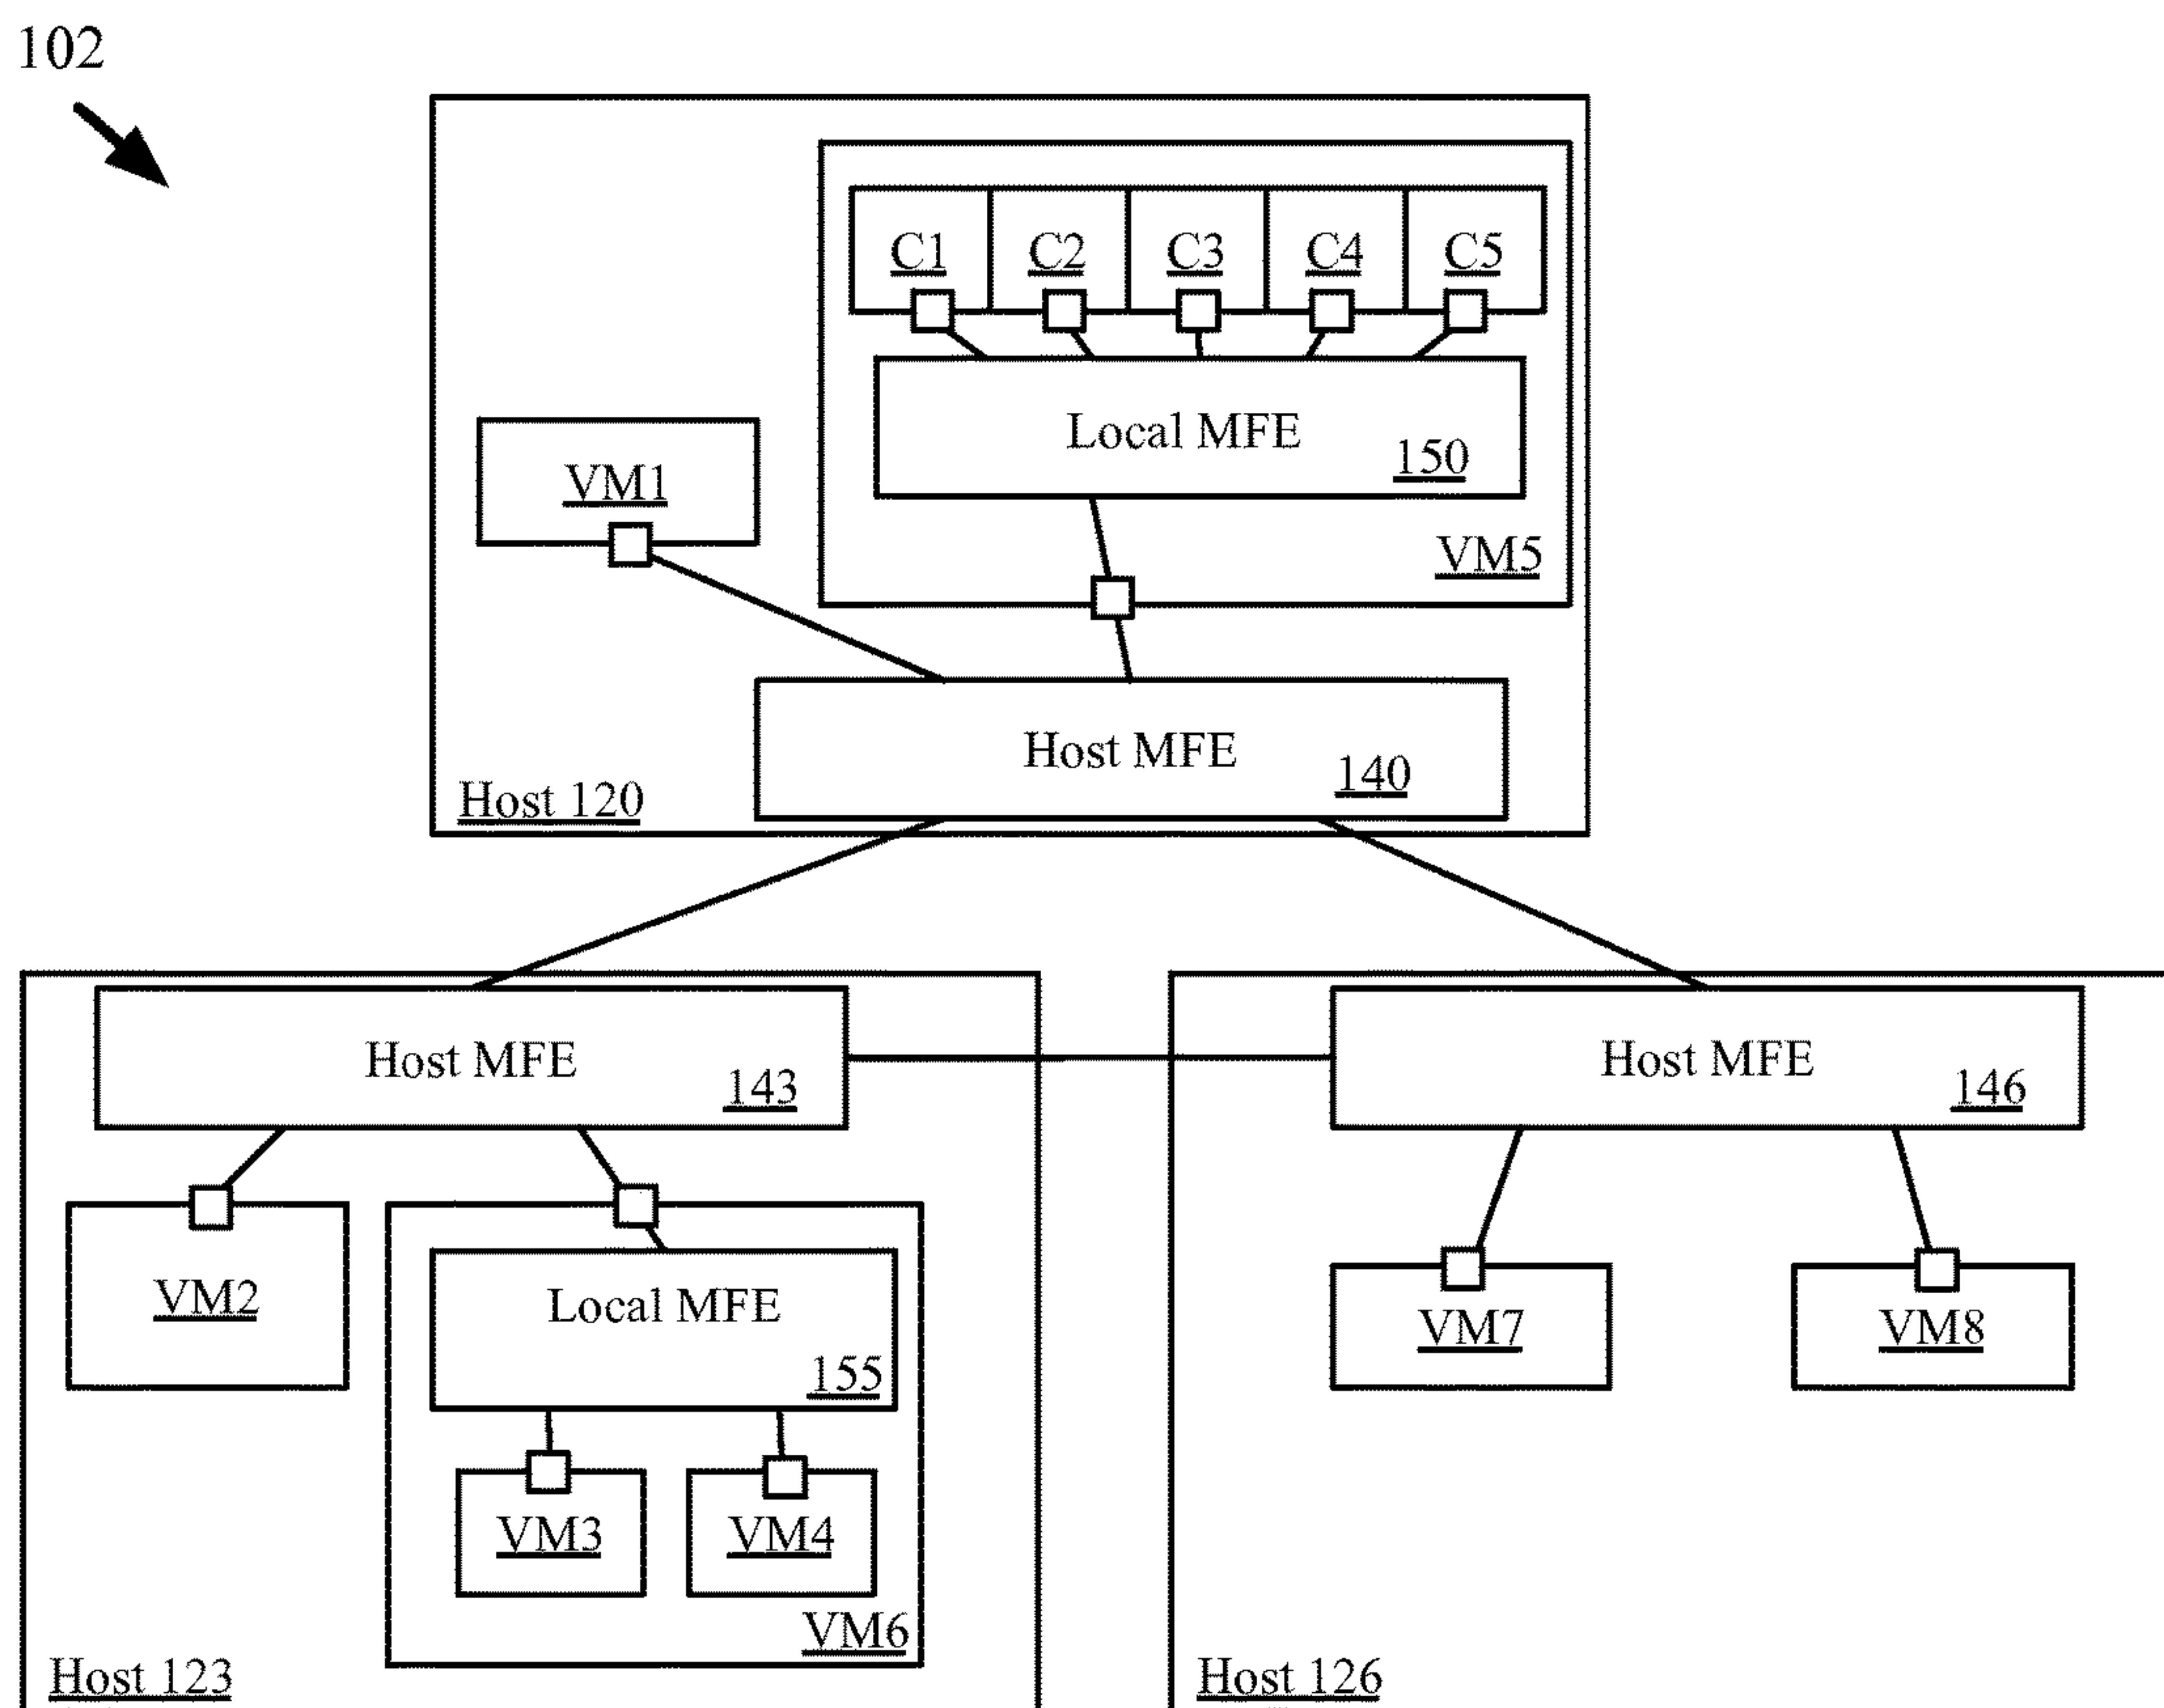 102
C1 C2 C3 C4 C5
Local MFE
150
VM1
VM5
Host MFE
140
Host 120
Host MFE
143
Host MFE
146
VM2
Local MFE
155
VM7
VM8
VM3
VM4
VM6
Host 123
Host 126